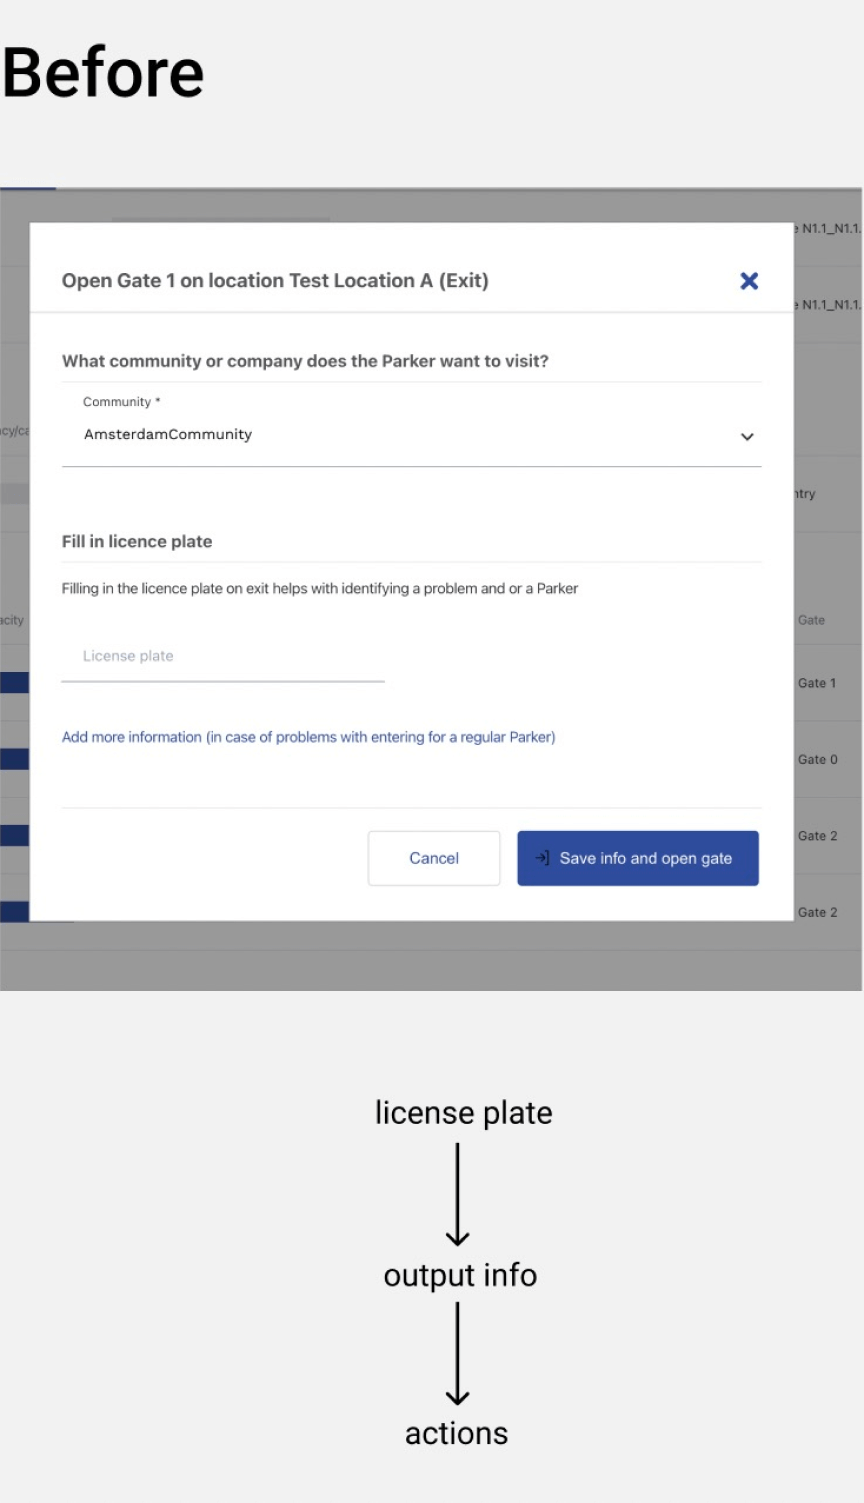 Before
e N1.1_N1.1.
Open Gate 1 on location Test Location A (Exit)
e N1.1_N1.1.
What community or company does the Parker want to visit?
Community *
ncy/ca
AmsterdamCommunity
ntry
Fill in licence plate
Filling in the licence plate on exit helps with identifying a problem and or a Parker
acity
Gate
License plate
Gate 1
Add more information (in case of problems with entering for a regular Parker)
Gate 0
Gate 2
Cancel
Save info and open gate
Gate 2
license plate
output info
actions